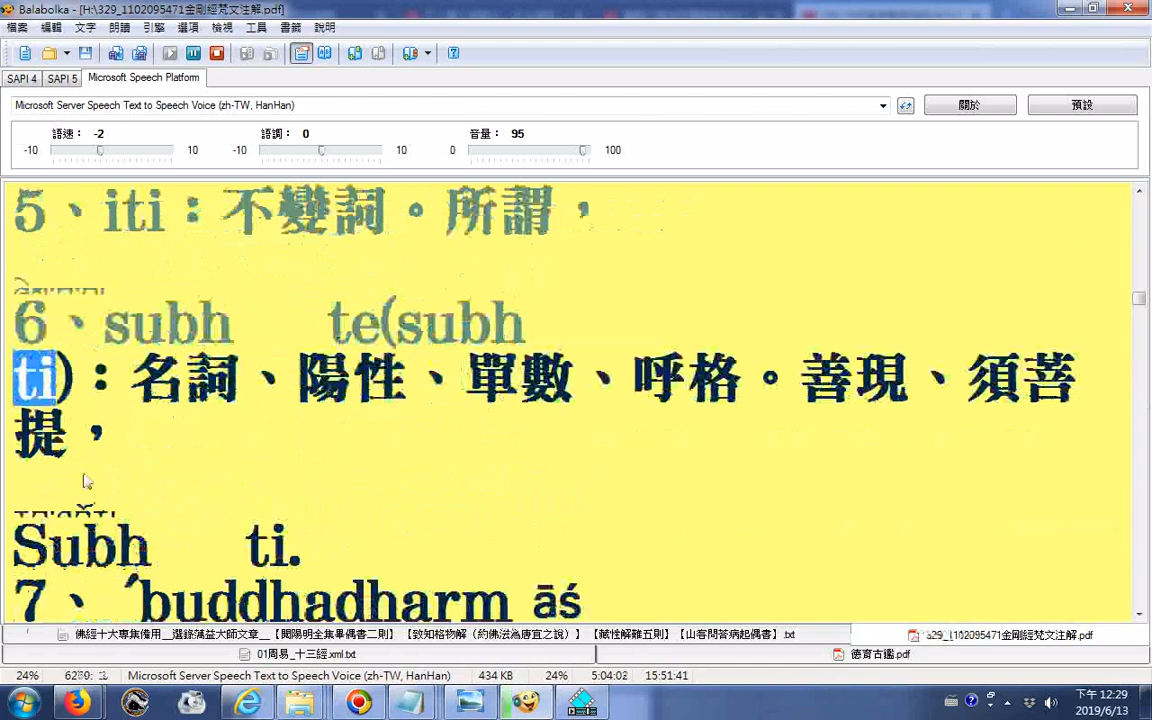 Balabolka - [H:\329_1102095471金剛經梵文注解.pdf]
檔案 編輯 文字 朗讀 引擎 選項 檢視 工具 書籤 說明
SAPI 4 SAPI 5 Microsoft Speech Platform
Microsoft Server Speech Text to Speech Voice (zh-TW, HanHan)
關於 預設
語速： -2 語調： 0 音量： 95
-10 10 -10 10 0 100
5、iti：不變詞。所謂，
6、subh te(subh
ti)：名詞、陽性、單數、呼格。善現、須菩
提，
Subh ti.
7、´buddhadharm āś
佛經十大專集備用__選錄蕅益大師文章__【閱陽明全集畢偶書二則】【致知格物解（約佛法為唐宜之說）】【藏性解難五則】【山客問答病起偶書】.txt
329_1102095471金剛經梵文注解.pdf
01周易_十三經.xml.txt
德育古鑑.pdf
24% Microsoft Server Speech Text to Speech Voice (zh-TW, HanHan) 434 KB 24% 5:04:02 15:51:41
下午 12:29
2019/6/13